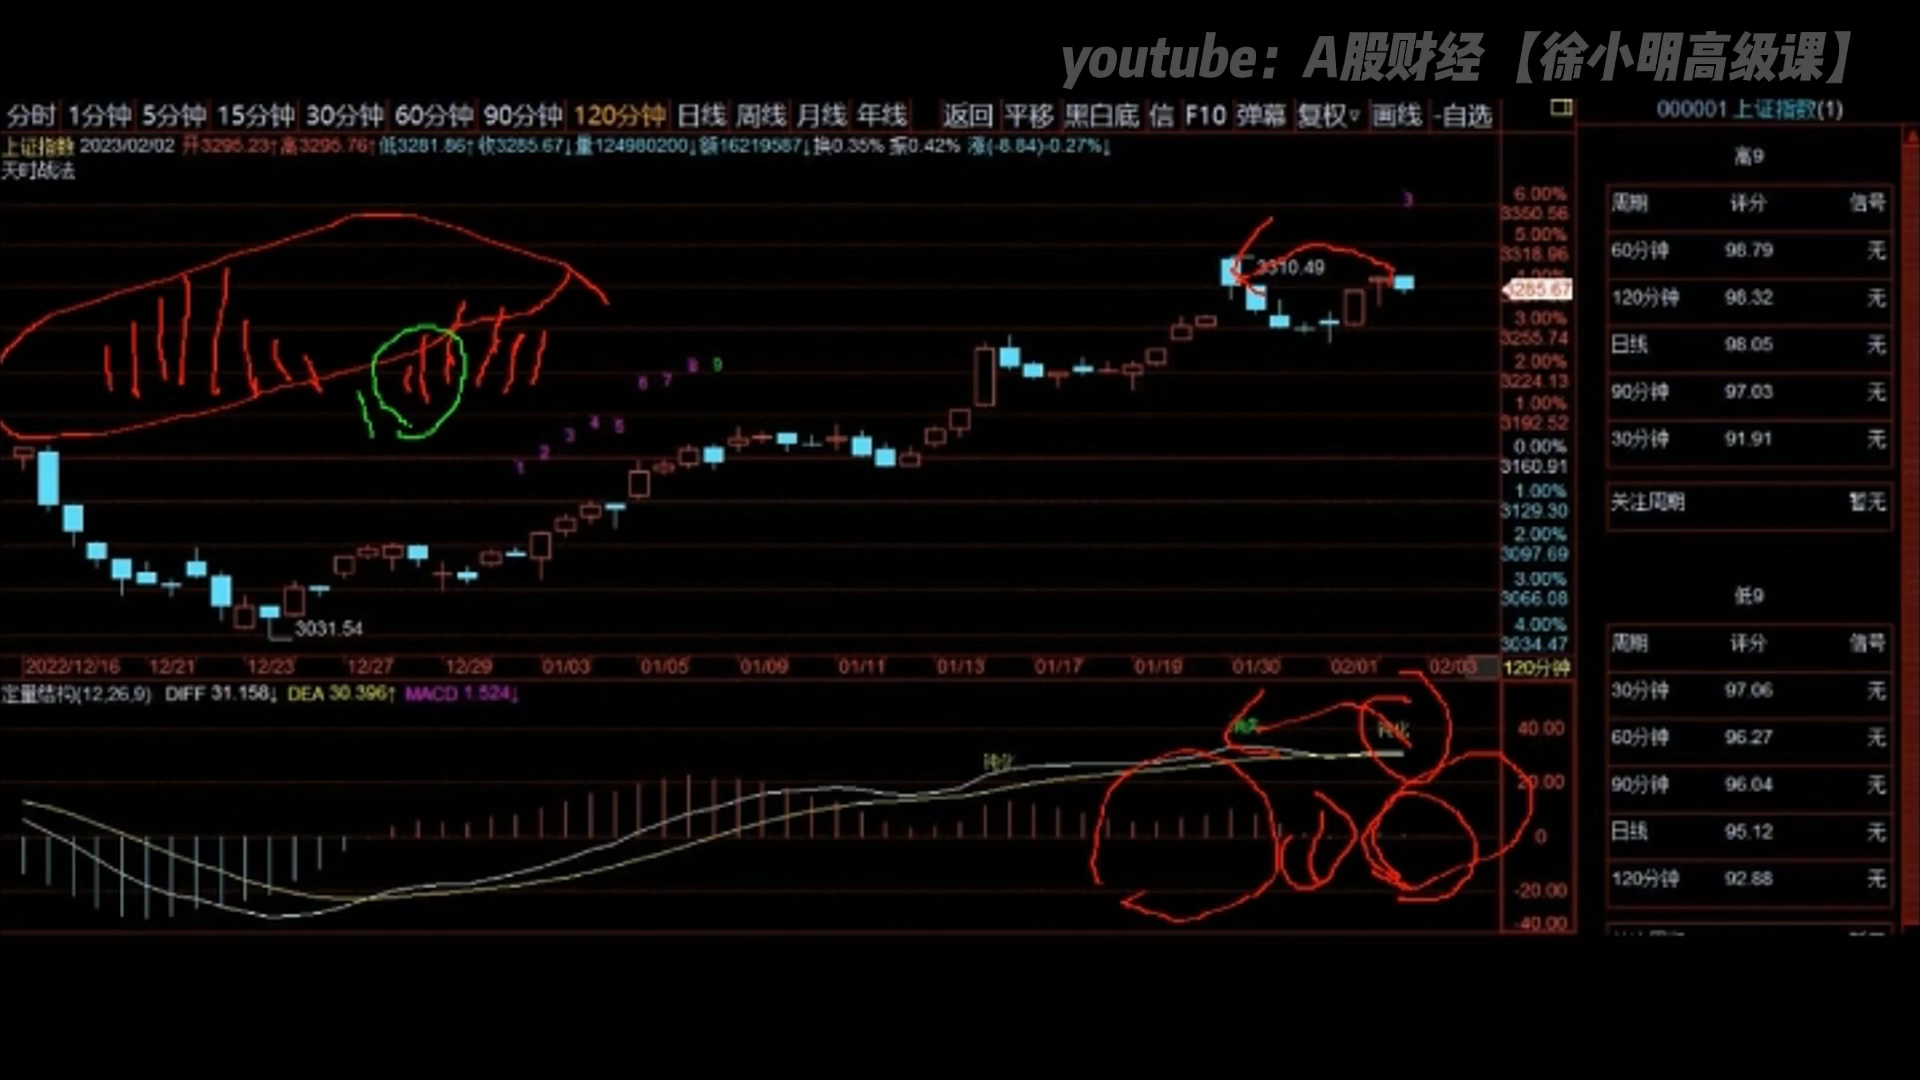 youtube：A股财经【徐小明高级课】
分时 1分钟 5分钟 15分钟 30分钟 60分钟 90分钟 120分钟 日线 周线 月线 年线 返回 平移 黑白底 信 F10 弹幕 复权▿ 画线 -自选
000001 上证指数(1)
上证指数 2023/02/02 开3295.23↑高3295.76↑低3281.86↑收3285.67↓量124980200↓额16219587↓换0.35% 振0.42% 涨(-8.84)-0.27%↓
天时战法
6.00%
3350.56
5.00%
3318.96
3285.67
3.00%
3255.74
2.00%
3224.13
1.00%
3192.52
0.00%
3160.91
1.00%
3129.30
2.00%
3097.69
3.00%
3066.08
4.00%
3034.47
3
3310.49
1 2 3 4 5 6 7 8 9
3031.54
2022/12/16 12/21 12/23 12/27 12/29 01/03 01/05 01/09 01/11 01/13 01/17 01/19 01/30 02/01 120分钟
定量结构(12,26,9) DIFF 31.158↓ DEA 30.396↑ MACD 1.524↓
钝化
40.00
20.00
0
-20.00
-40.00
高9
周期 评分 信号
60分钟 98.79 无
120分钟 98.32 无
日线 98.05 无
90分钟 97.03 无
30分钟 91.91 无
关注周期 暂无
低9
周期 评分 信号
30分钟 97.06 无
60分钟 96.27 无
90分钟 96.04 无
日线 95.12 无
120分钟 92.88 无